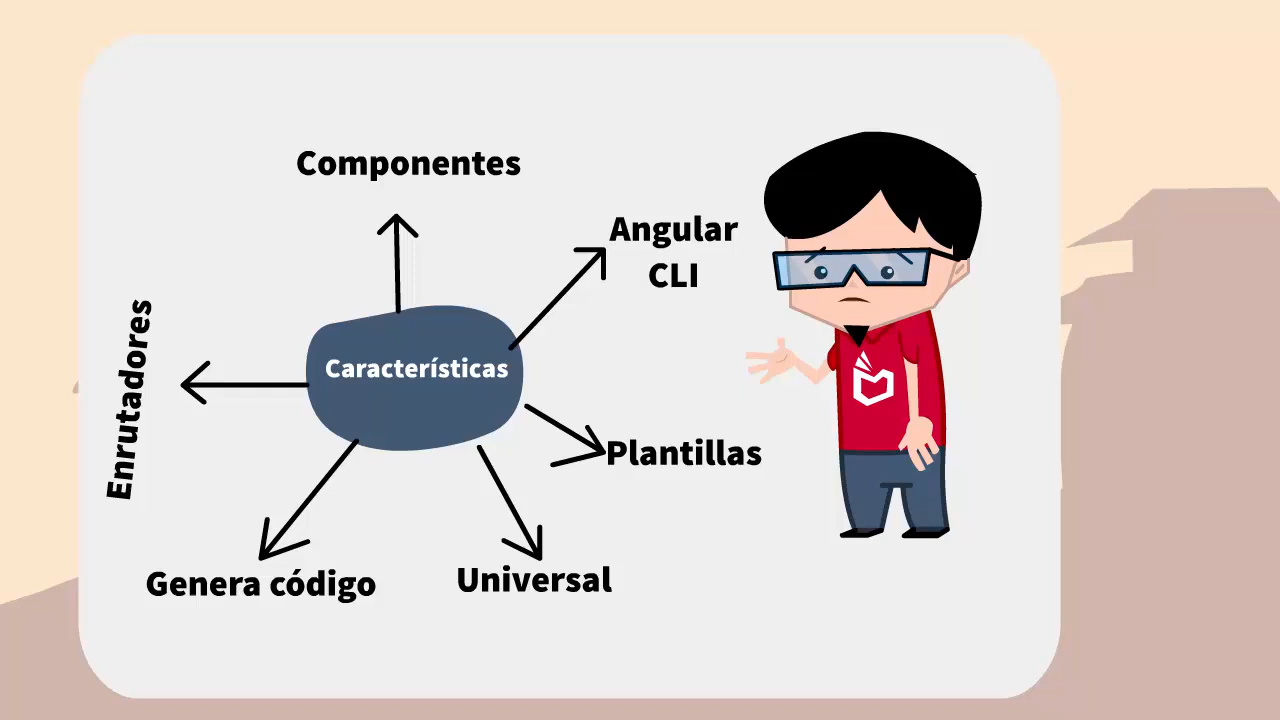 Componentes
Angular
CLI
Enrutadores
Características
Plantillas
Genera código
Universal